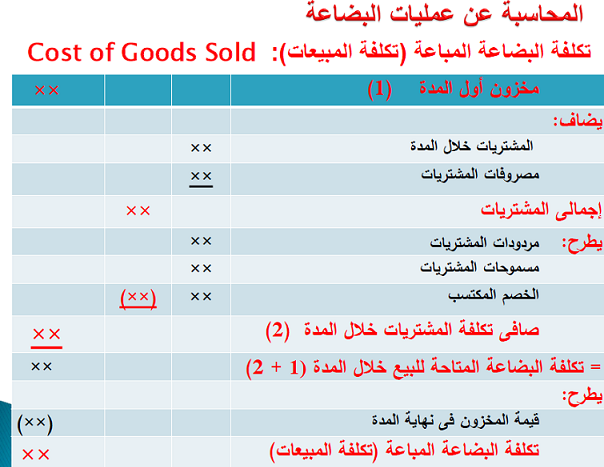 المحاسبة عن عمليات البضاعة
تكلفة البضاعة المباعة (تكلفة المبيعات): Cost of Goods Sold
مخزون أول المدة (1) ××
يضاف:
المشتريات خلال المدة ××
مصروفات المشتريات ××
إجمالى المشتريات ××
يطرح: مردودات المشتريات ××
مسموحات المشتريات ××
الخصم المكتسب ×× (××)
صافى تكلفة المشتريات خلال المدة (2) ××
= تكلفة البضاعة المتاحة للبيع خلال المدة (1 + 2) ××
يطرح:
قيمة المخزون فى نهاية المدة (××)
تكلفة البضاعة المباعة (تكلفة المبيعات) ××